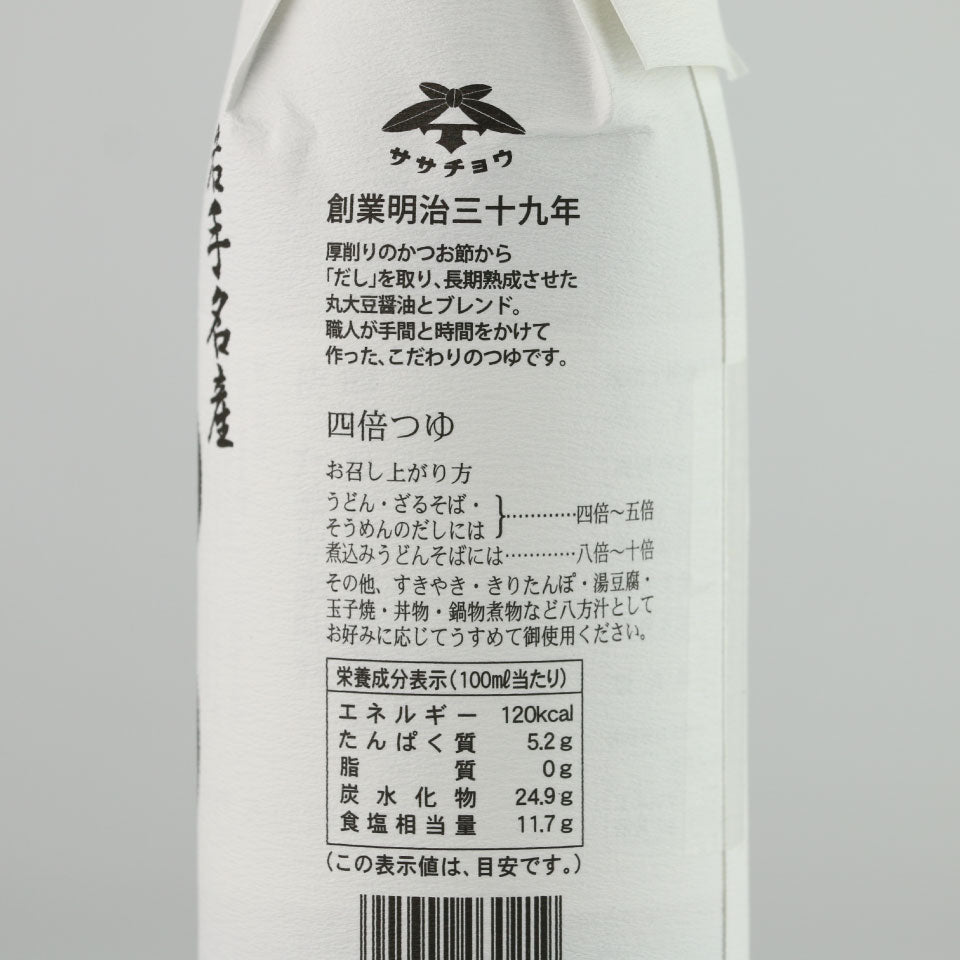 岩手名産
ササチョウ
創業明治三十九年
厚削りのかつお節から
「だし」を取り、長期熟成させた
丸大豆醤油とブレンド。
職人が手間と時間をかけて
作った、こだわりのつゆです。
四倍つゆ
お召し上がり方
うどん・ざるそば・
そうめんのだしには}…………四倍〜五倍
煮込みうどんそばには…………八倍〜十倍
その他、すきやき・きりたんぽ・湯豆腐・
玉子焼・丼物・鍋物煮物など八方汁として
お好みに応じてうすめて御使用ください。
栄養成分表示(100mℓ当たり)
エネルギー 120kcal
たんぱく質 5.2g
脂質 0g
炭水化物 24.9g
食塩相当量 11.7g
(この表示値は、目安です。)